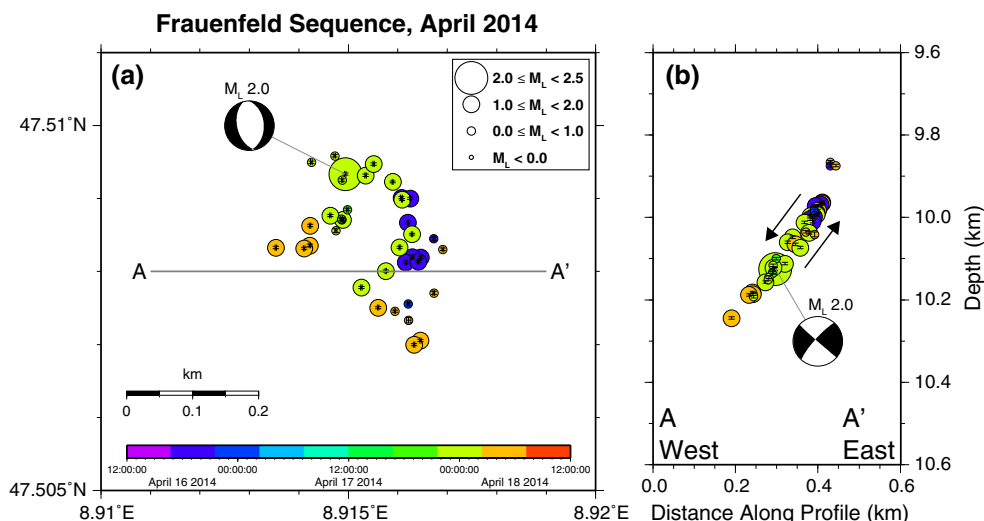 Frauenfeld Sequence, April 2014
(a)
M_L 2.0
2.0 ≤ M_L < 2.5
1.0 ≤ M_L < 2.0
0.0 ≤ M_L < 1.0
M_L < 0.0
47.51˚N
A A'
km
0 0.1 0.2
12:00:00 00:00:00 12:00:00 00:00:00 12:00:00
April 16 2014 April 17 2014 April 18 2014
47.505˚N
8.91˚E 8.915˚E 8.92˚E
(b)
9.6
9.8
10.0
10.2
10.4
10.6
Depth (km)
M_L 2.0
A A'
West East
0.0 0.2 0.4 0.6
Distance Along Profile (km)